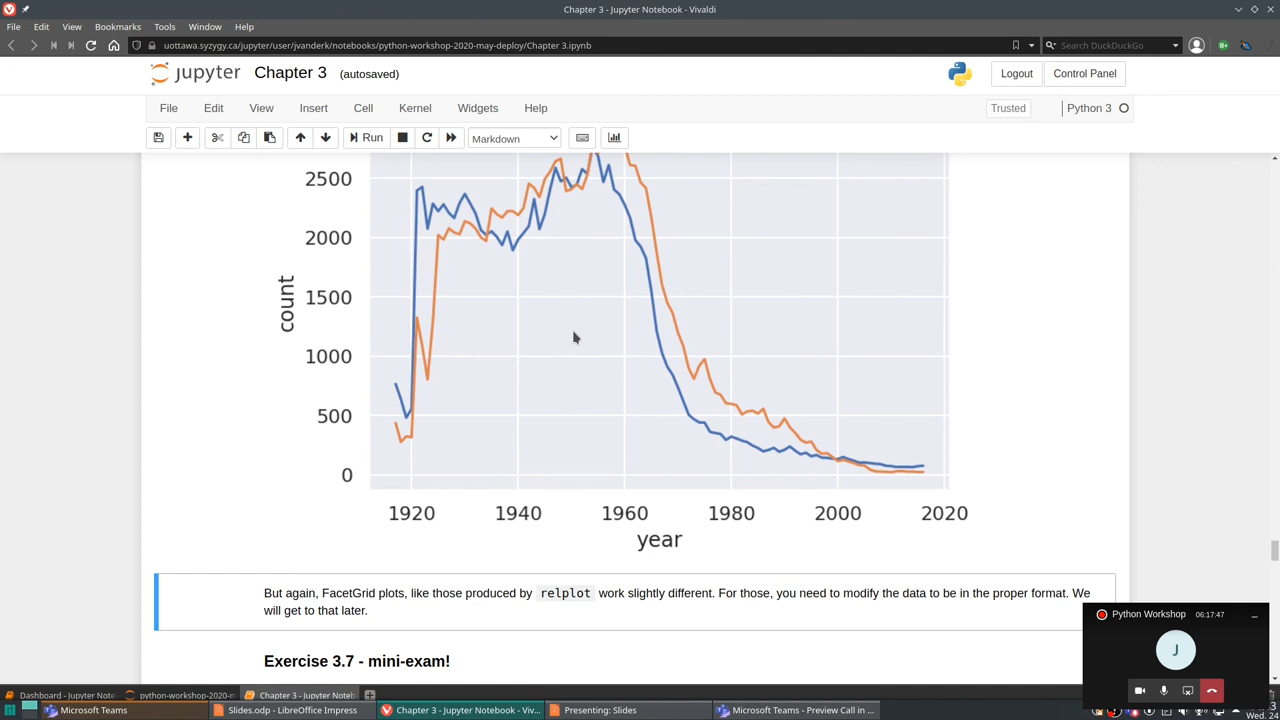 Chapter 3 - Jupyter Notebook - Vivaldi
File Edit View Bookmarks Tools Window Help
uottawa.syzygy.ca/jupyter/user/jvanderk/notebooks/python-workshop-2020-may-deploy/Chapter 3.ipynb
Search DuckDuckGo
jupyter Chapter 3 (autosaved)
Logout Control Panel
File Edit View Insert Cell Kernel Widgets Help
Trusted Python 3
Run Markdown
2500
2000
1500
1000
500
0
count
1920 1940 1960 1980 2000 2020
year
But again, FacetGrid plots, like those produced by relplot work slightly different. For those, you need to modify the data to be in the proper format. We
will get to that later.
Exercise 3.7 - mini-exam!
Python Workshop 06:17:47
J
Dashboard - Jupyter Note python-workshop-2020-m Chapter 3 - Jupyter Noteb
Microsoft Teams Slides.odp - LibreOffice Impress Chapter 3 - Jupyter Notebook - Viv... Presenting: Slides Microsoft Teams - Preview Call in ...
Wed. 24